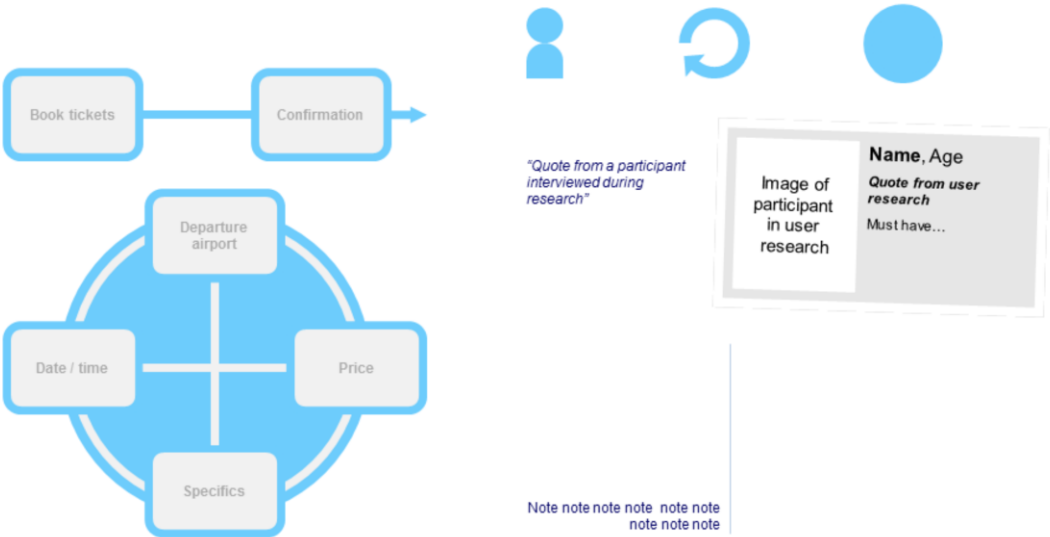 Book tickets
Confirmation
Departure
airport
Date / time
Price
Specifics
“Quote from a participant
interviewed during
research”
Image of
participant
in user
research
Name, Age
Quote from user
research
Must have...
Note note note note note note
note note note